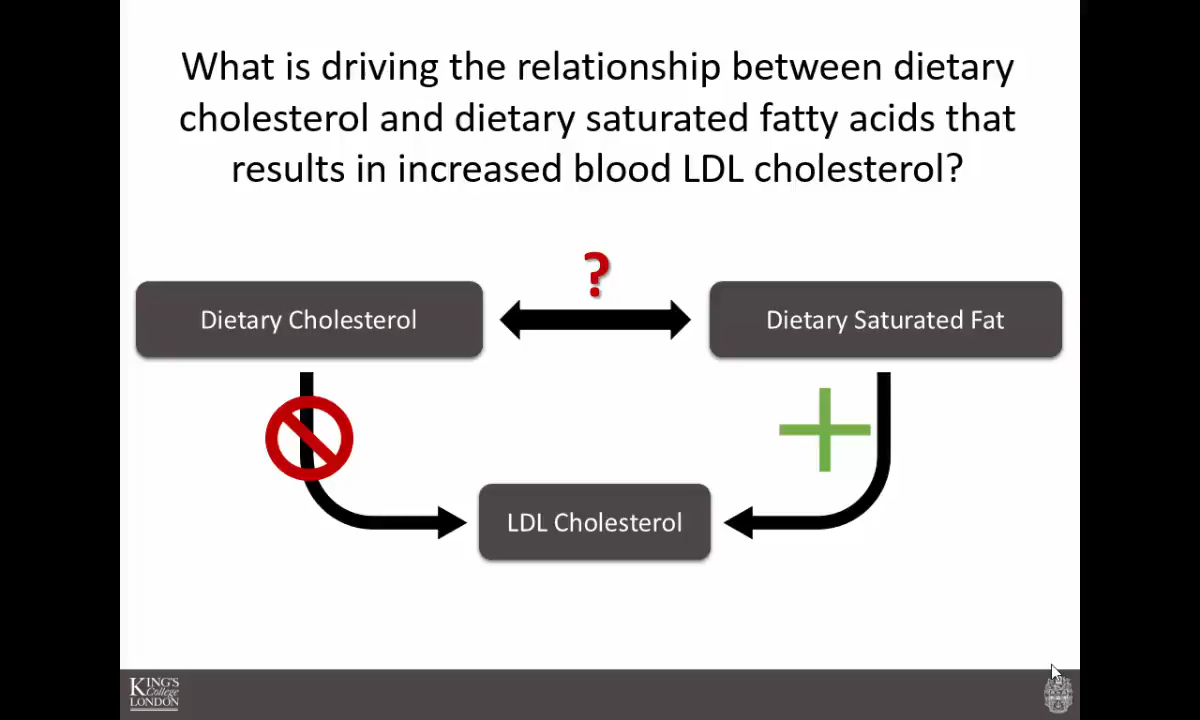 What is driving the relationship between dietary
cholesterol and dietary saturated fatty acids that
results in increased blood LDL cholesterol?
?
Dietary Cholesterol
Dietary Saturated Fat
LDL Cholesterol
KING'S
College
LONDON